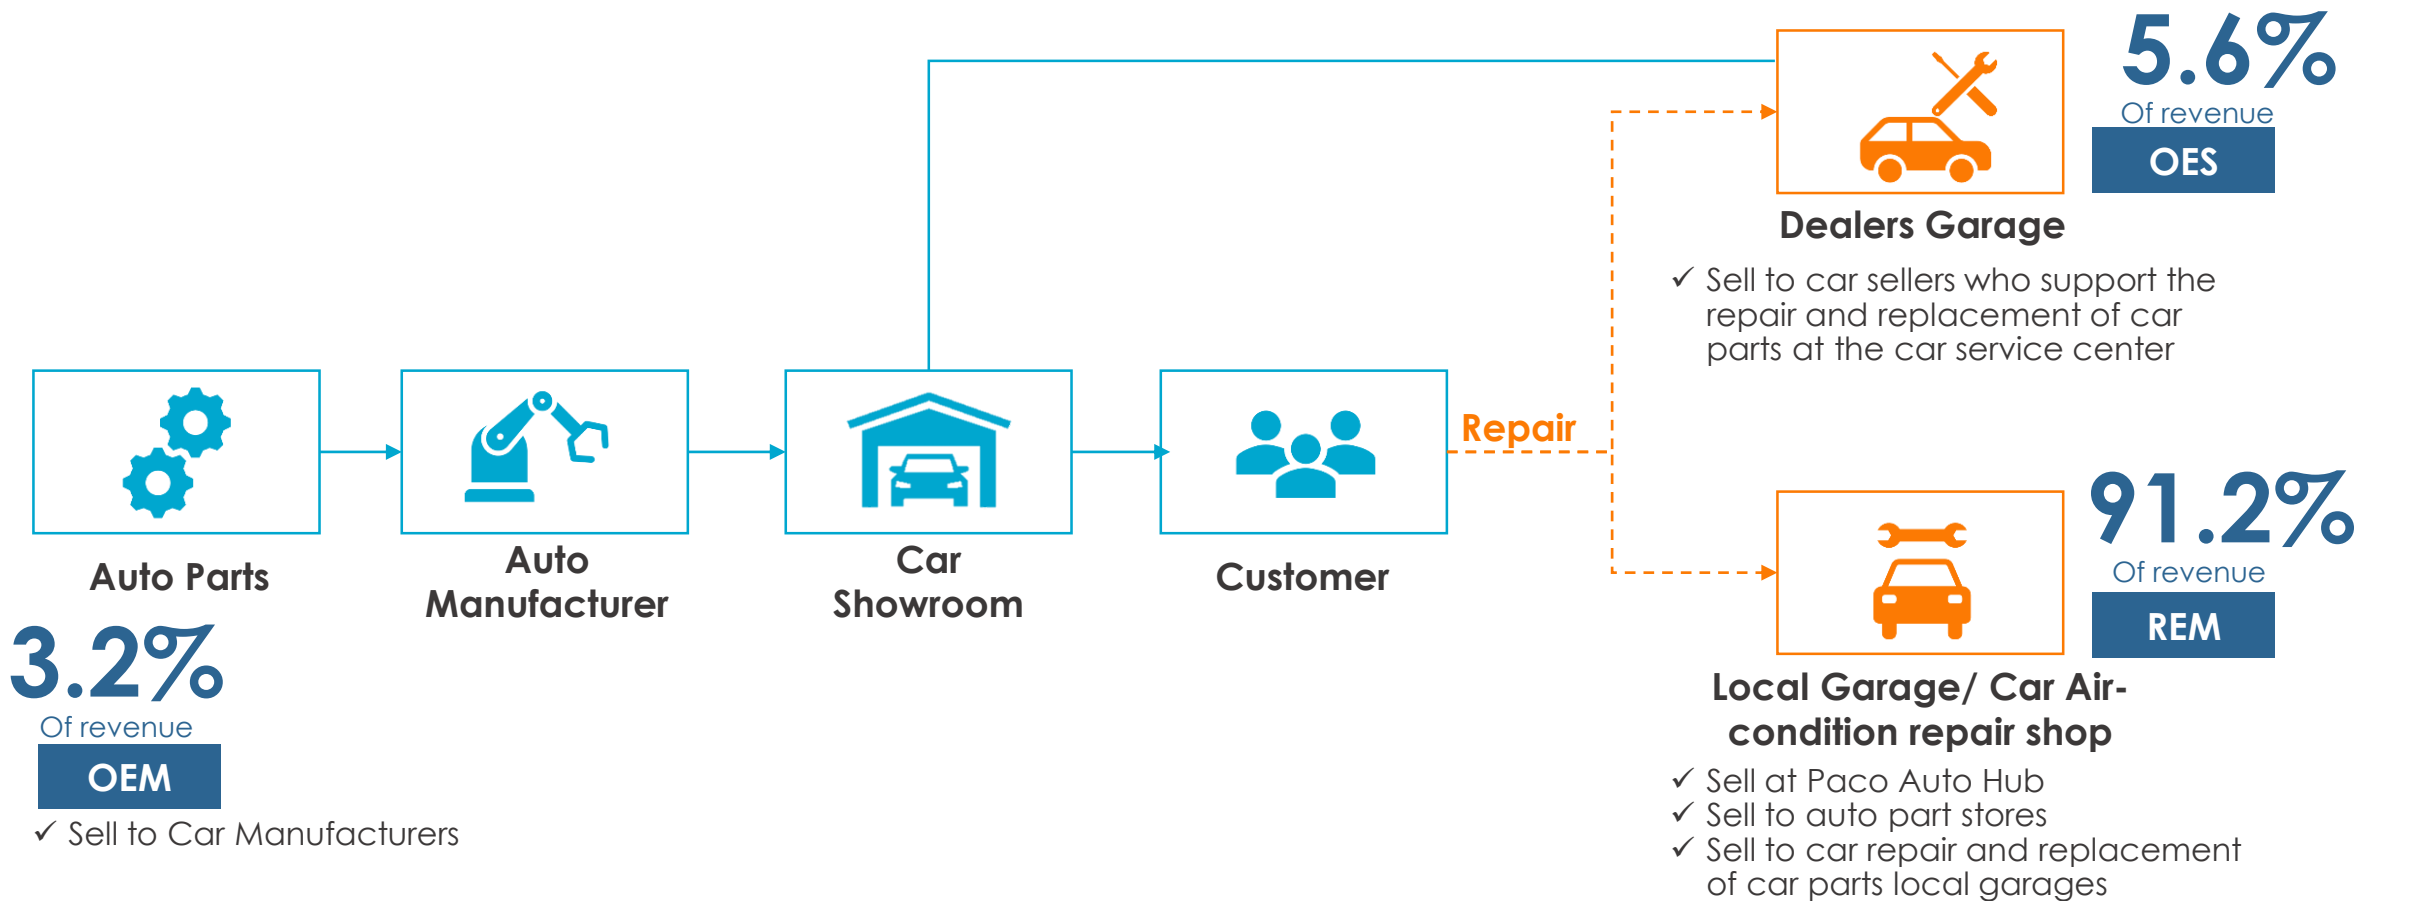 5.6%
Of revenue
OES
Dealers Garage
✓ Sell to car sellers who support the
repair and replacement of car
parts at the car service center
Repair
Auto Parts
Auto
Manufacturer
Car
Showroom
Customer
91.2%
Of revenue
REM
3.2%
Of revenue
OEM
✓ Sell to Car Manufacturers
Local Garage/ Car Air-
condition repair shop
✓ Sell at Paco Auto Hub
✓ Sell to auto part stores
✓ Sell to car repair and replacement
of car parts local garages